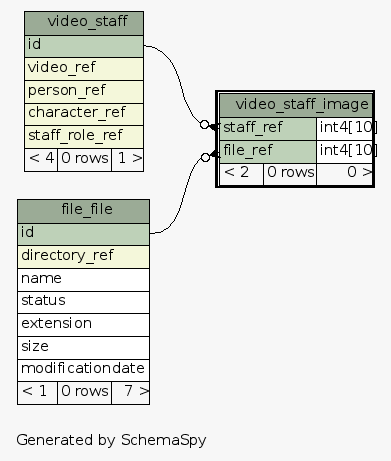 video_staff
id
video_ref
person_ref
character_ref
staff_role_ref
< 4 0 rows 1 >
video_staff_image
staff_ref int4[10]
file_ref int4[10]
< 2 0 rows 0 >
file_file
id
directory_ref
name
status
extension
size
modificationdate
< 1 0 rows 7 >
Generated by SchemaSpy